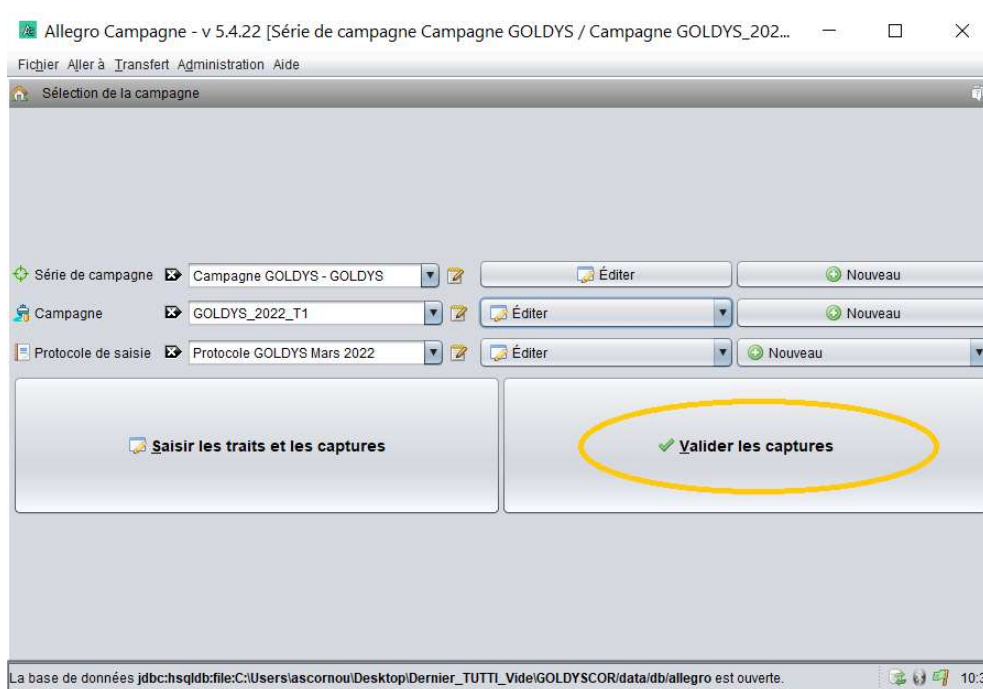 Allegro Campagne - v 5.4.22 [Série de campagne Campagne GOLDYS / Campagne GOLDYS_202...
Fichier Aller à Transfert Administration Aide
Sélection de la campagne
Série de campagne Campagne GOLDYS - GOLDYS Éditer Nouveau
Campagne GOLDYS_2022_T1 Éditer Nouveau
Protocole de saisie Protocole GOLDYS Mars 2022 Éditer Nouveau
Saisir les traits et les captures Valider les captures
La base de données jdbc:hsqldb:file:C:\Users\ascornou\Desktop\Dernier_TUTTI_Vide\GOLDYSCOR/data/db/allegro est ouverte. 10:3